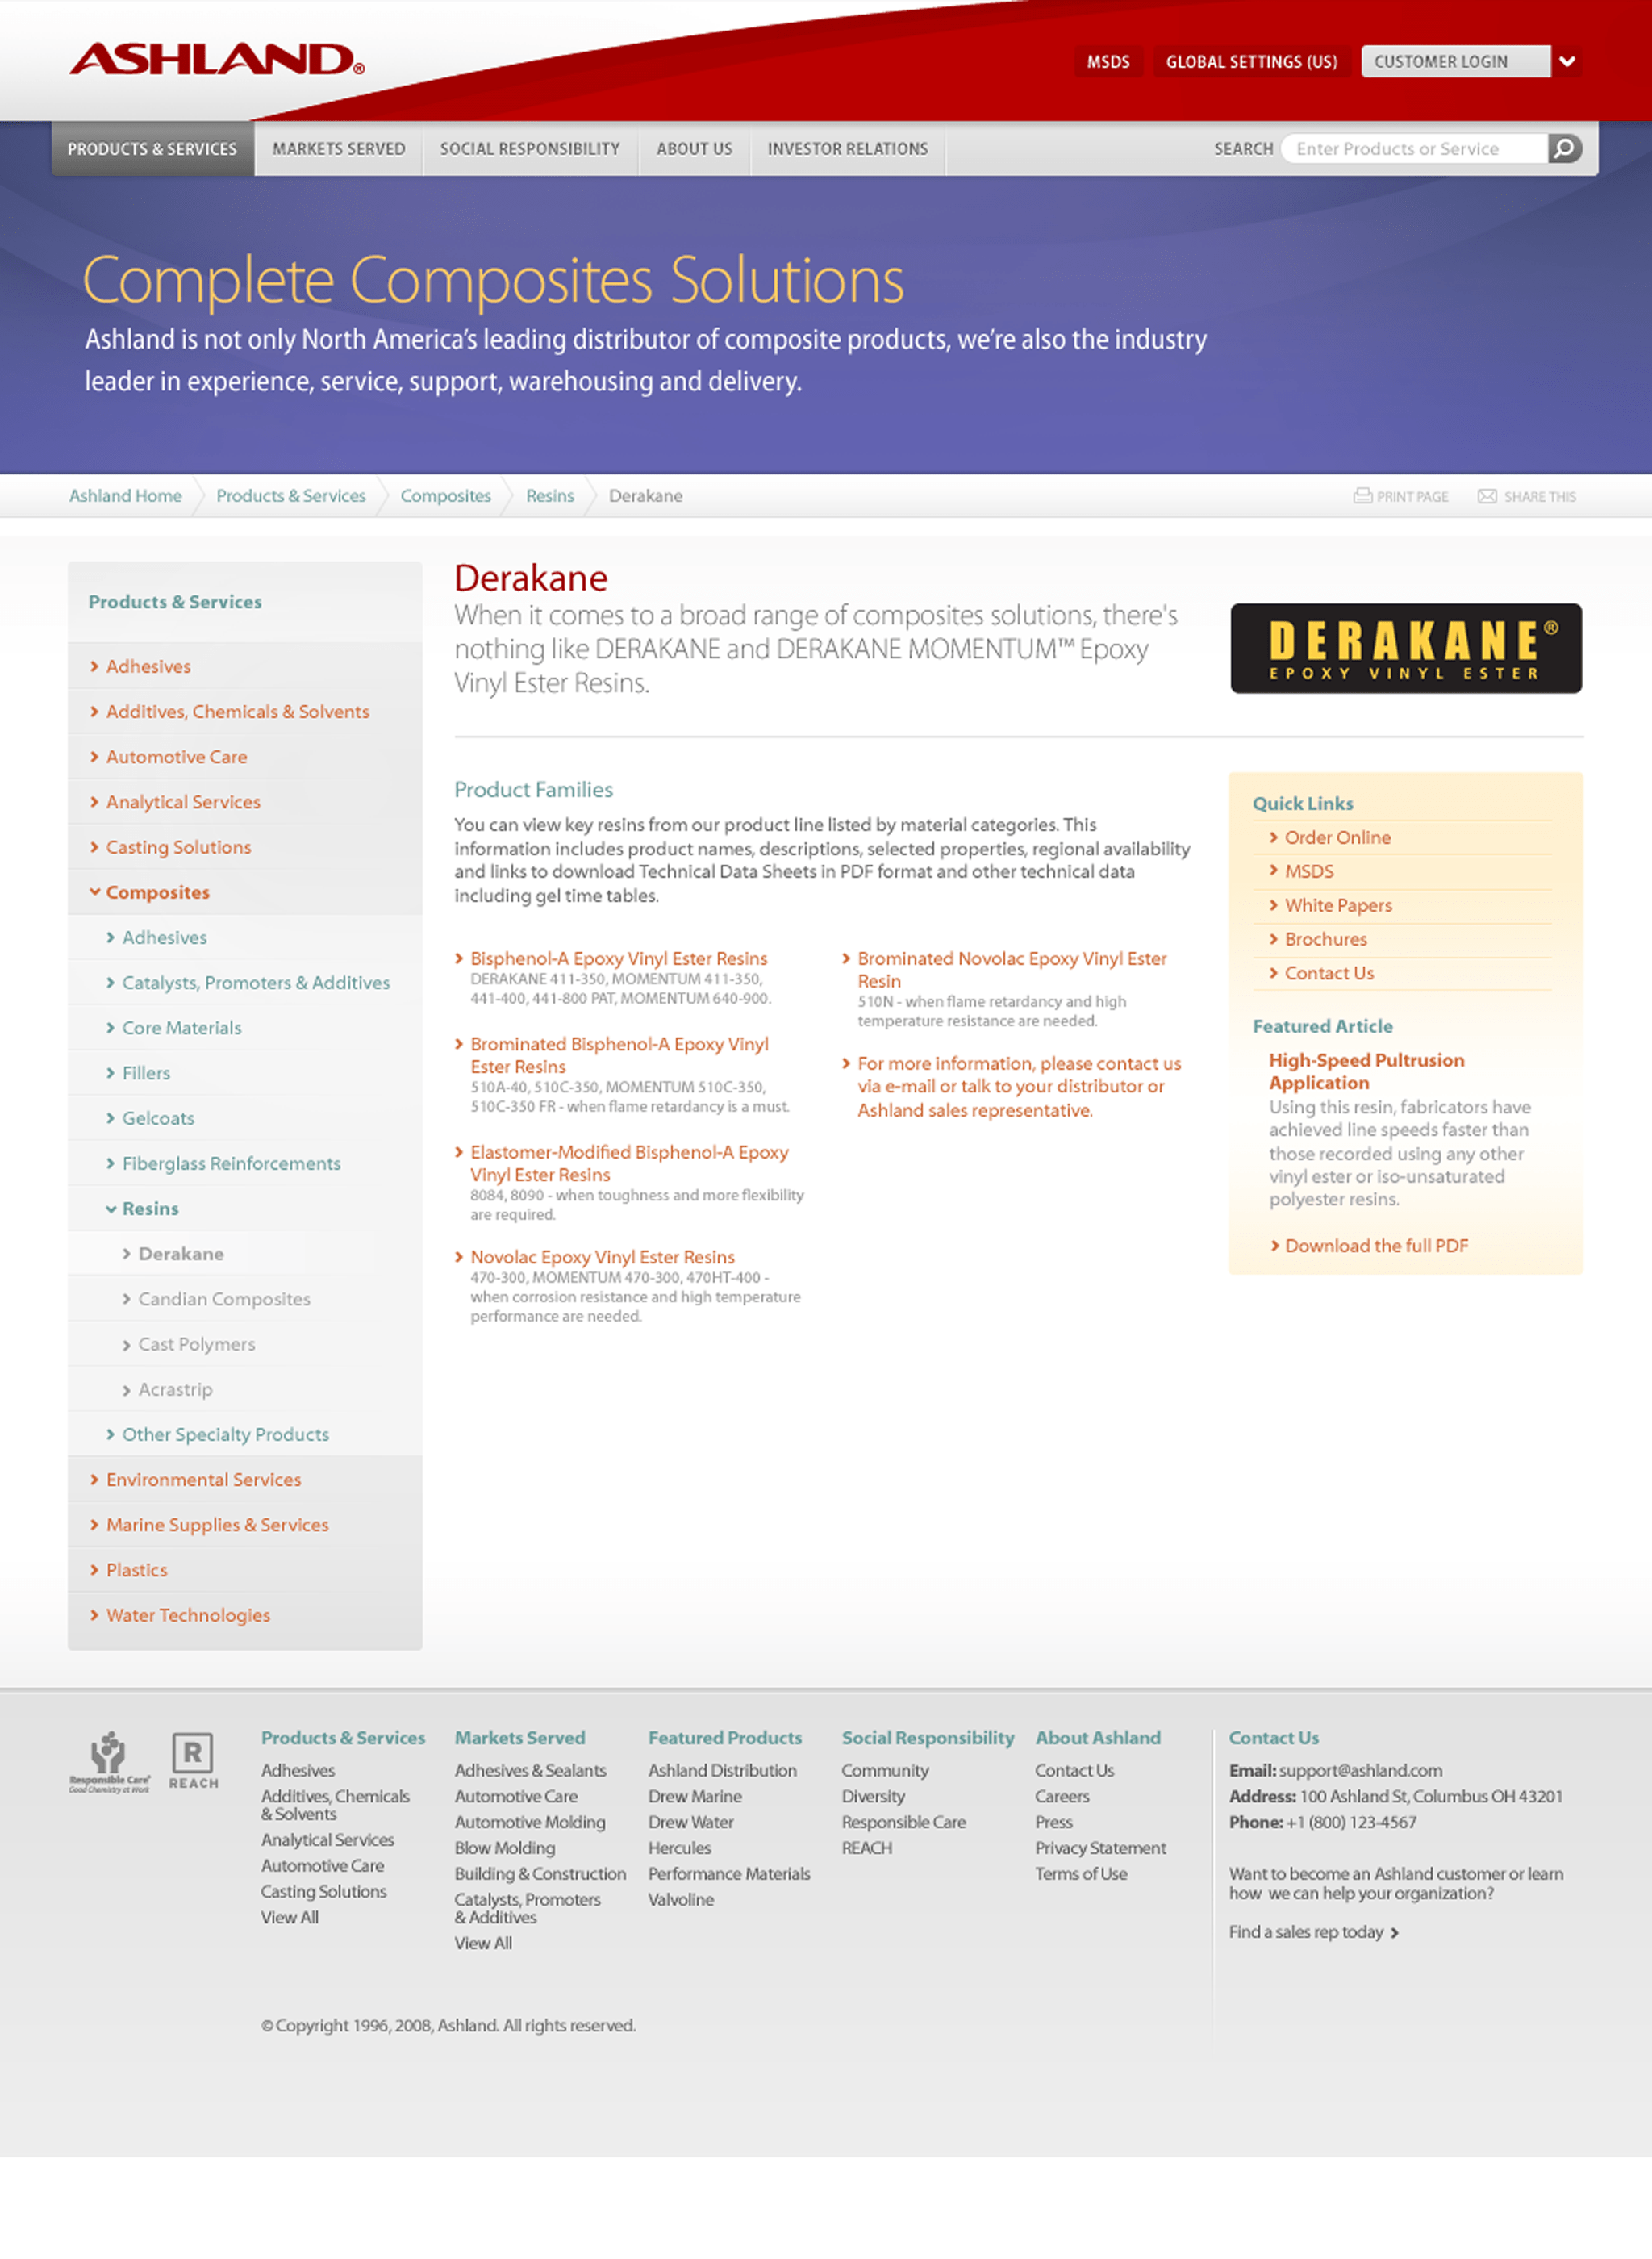 ASHLAND®
MSDS
GLOBAL SETTINGS (US)
CUSTOMER LOGIN
PRODUCTS & SERVICES
MARKETS SERVED
SOCIAL RESPONSIBILITY
ABOUT US
INVESTOR RELATIONS
SEARCH
Enter Products or Service
Complete Composites Solutions
Ashland is not only North America’s leading distributor of composite products, we’re also the industry
leader in experience, service, support, warehousing and delivery.
Ashland Home
Products & Services
Composites
Resins
Derakane
PRINT PAGE
SHARE THIS
Products & Services
Adhesives
Additives, Chemicals & Solvents
Automotive Care
Analytical Services
Casting Solutions
Composites
Adhesives
Catalysts, Promoters & Additives
Core Materials
Fillers
Gelcoats
Fiberglass Reinforcements
Resins
Derakane
Candian Composites
Cast Polymers
Acrastrip
Other Specialty Products
Environmental Services
Marine Supplies & Services
Plastics
Water Technologies
Derakane
When it comes to a broad range of composites solutions, there's
nothing like DERAKANE and DERAKANE MOMENTUM™ Epoxy
Vinyl Ester Resins.
DERAKANE®
EPOXY VINYL ESTER
Product Families
You can view key resins from our product line listed by material categories. This
information includes product names, descriptions, selected properties, regional availability
and links to download Technical Data Sheets in PDF format and other technical data
including gel time tables.
Bisphenol-A Epoxy Vinyl Ester Resins
DERAKANE 411-350, MOMENTUM 411-350,
441-400, 441-800 PAT, MOMENTUM 640-900.
Brominated Bisphenol-A Epoxy Vinyl
Ester Resins
510A-40, 510C-350, MOMENTUM 510C-350,
510C-350 FR - when flame retardancy is a must.
Elastomer-Modified Bisphenol-A Epoxy
Vinyl Ester Resins
8084, 8090 - when toughness and more flexibility
are required.
Novolac Epoxy Vinyl Ester Resins
470-300, MOMENTUM 470-300, 470HT-400 -
when corrosion resistance and high temperature
performance are needed.
Brominated Novolac Epoxy Vinyl Ester
Resin
510N - when flame retardancy and high
temperature resistance are needed.
For more information, please contact us
via e-mail or talk to your distributor or
Ashland sales representative.
Quick Links
Order Online
MSDS
White Papers
Brochures
Contact Us
Featured Article
High-Speed Pultrusion
Application
Using this resin, fabricators have
achieved line speeds faster than
those recorded using any other
vinyl ester or iso-unsaturated
polyester resins.
Download the full PDF
Responsible Care®
Good Chemistry at Work
R
REACH
Products & Services
Adhesives
Additives, Chemicals
& Solvents
Analytical Services
Automotive Care
Casting Solutions
View All
Markets Served
Adhesives & Sealants
Automotive Care
Automotive Molding
Blow Molding
Building & Construction
Catalysts, Promoters
& Additives
View All
Featured Products
Ashland Distribution
Drew Marine
Drew Water
Hercules
Performance Materials
Valvoline
Social Responsibility
Community
Diversity
Responsible Care
REACH
About Ashland
Contact Us
Careers
Press
Privacy Statement
Terms of Use
Contact Us
Email: support@ashland.com
Address: 100 Ashland St, Columbus OH 43201
Phone: +1 (800) 123-4567
Want to become an Ashland customer or learn
how we can help your organization?
Find a sales rep today
© Copyright 1996, 2008, Ashland. All rights reserved.